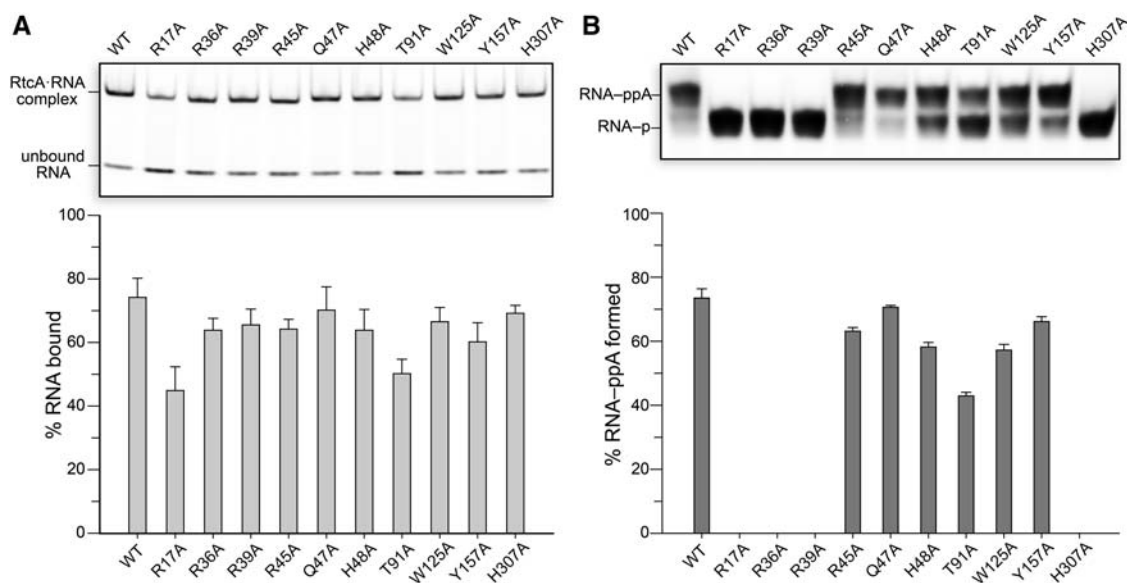 A
WT R17A R36A R39A R45A Q47A H48A T91A W125A Y157A H307A
RtcA·RNA
complex
unbound
RNA
% RNA bound
100
80
60
40
20
0
WT R17A R36A R39A R45A Q47A H48A T91A W125A Y157A H307A
B
WT R17A R36A R39A R45A Q47A H48A T91A W125A Y157A H307A
RNA–ppA
RNA–p
% RNA–ppA formed
100
80
60
40
20
0
WT R17A R36A R39A R45A Q47A H48A T91A W125A Y157A H307A